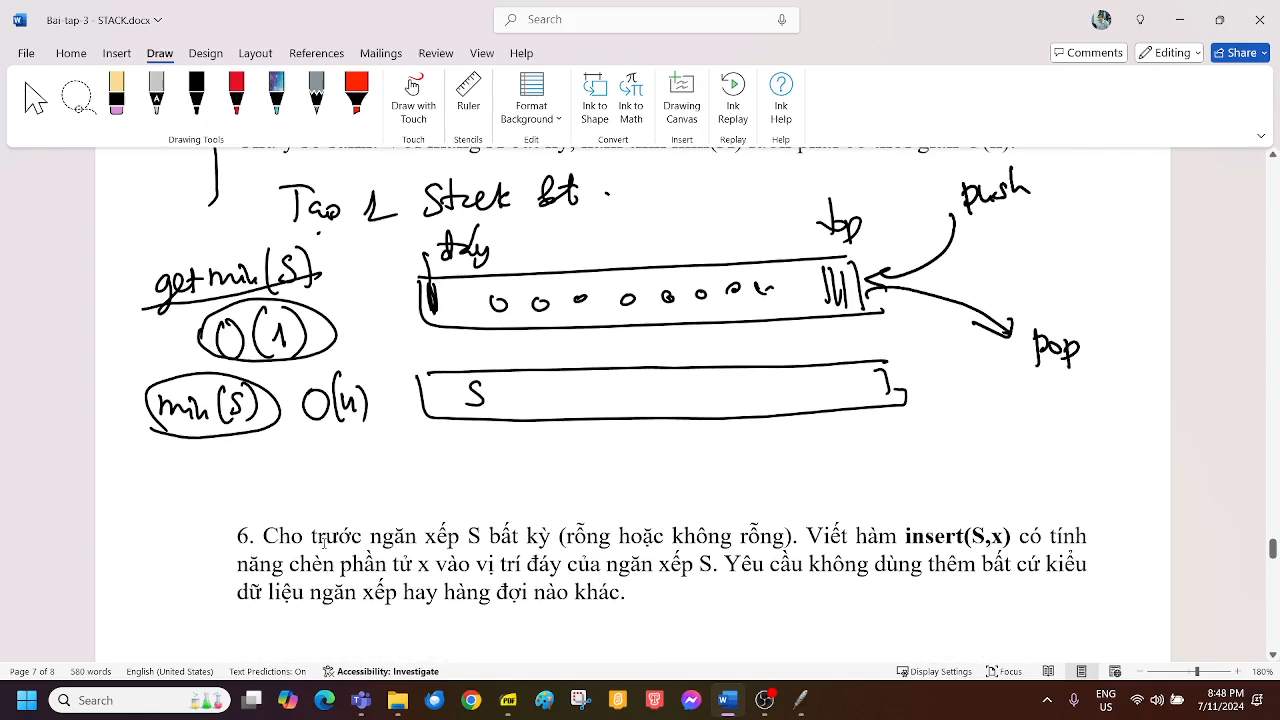 Bai-tap-3 - STACK.docx
Search
File Home Insert Draw Design Layout References Mailings Review View Help
Comments Editing Share
Draw with Touch
Ruler
Format Background
Ink to Shape
Ink to Math
Drawing Canvas
Ink Replay
Ink Help
Drawing Tools Touch Stencils Edit Convert Insert Replay Help
Tạo 1 Stack
push
đáy
top
getmin(S)
O(1)
pop
min(S) O(n)
S
6. Cho trước ngăn xếp S bất kỳ (rỗng hoặc không rỗng). Viết hàm insert(S,x) có tính
năng chèn phần tử x vào vị trí đáy của ngăn xếp S. Yêu cầu không dùng thêm bất cứ kiểu
dữ liệu ngăn xếp hay hàng đợi nào khác.
Page 7 of 8 580 words English (United States) Text Predictions: On Accessibility: Investigate Display Settings Focus 180%
Search
ENG
US
8:48 PM
7/11/2024